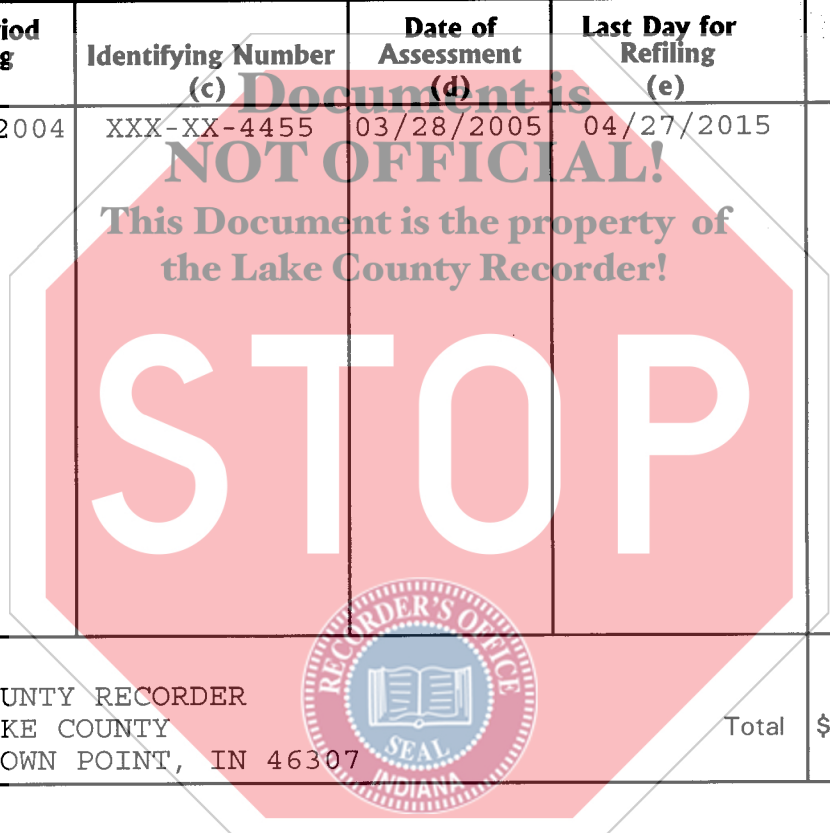 iod
g
Identifying Number
(c)
Date of
Assessment
(d)
Last Day for
Refiling
(e)
2004 XXX-XX-4455 03/28/2005 04/27/2015
Document is
NOT OFFICIAL!
This Document is the property of
the Lake County Recorder!
STOP
RECORDER'S OFFICE
SEAL
INDIANA
UNTY RECORDER
KE COUNTY
OWN POINT, IN 46307
Total $